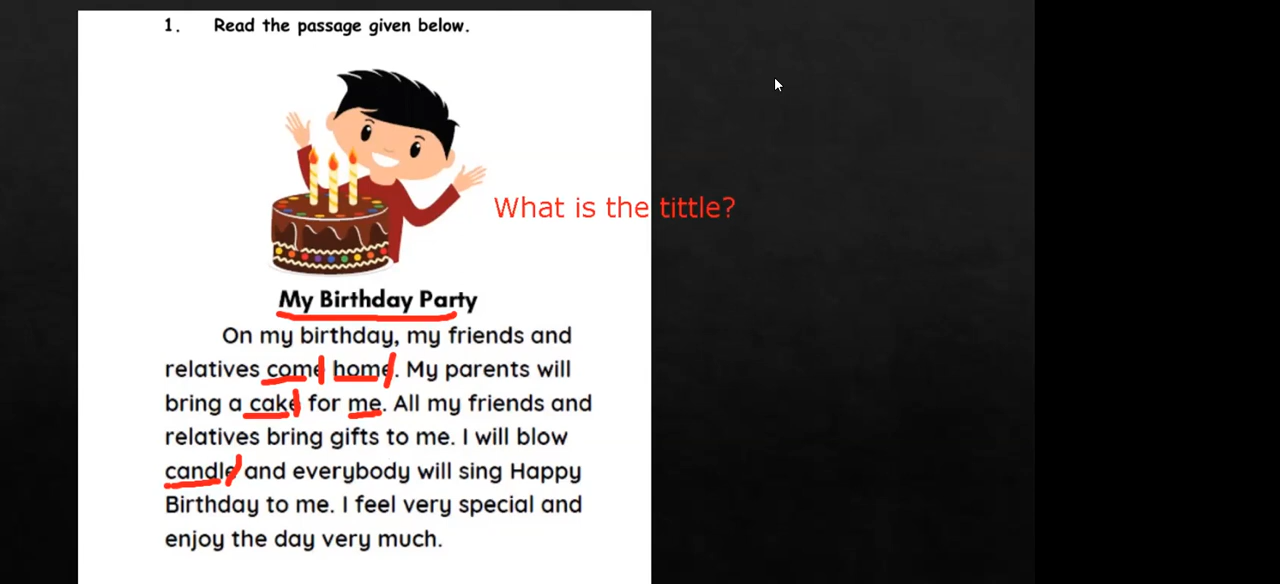 1. Read the passage given below.
What is the tittle?
My Birthday Party
On my birthday, my friends and
relatives come home. My parents will
bring a cake for me. All my friends and
relatives bring gifts to me. I will blow
candle and everybody will sing Happy
Birthday to me. I feel very special and
enjoy the day very much.